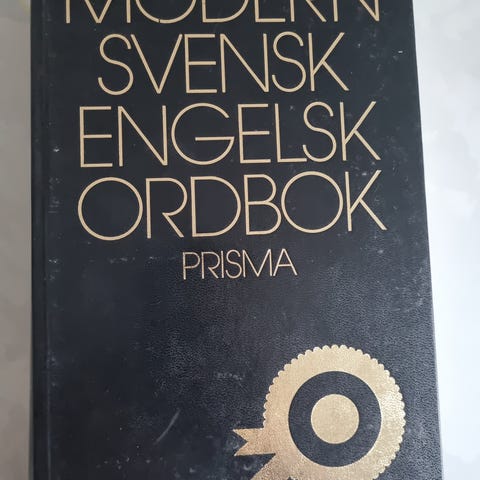 MODERN
SVENSK
ENGELSK
ORDBOK
PRISMA